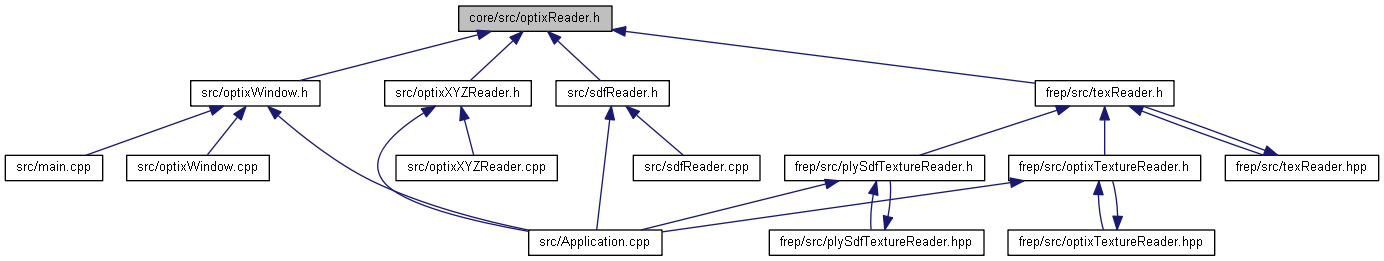 core/src/optixReader.h
src/optixWindow.h
src/optixXYZReader.h
src/sdfReader.h
frep/src/texReader.h
src/main.cpp
src/optixWindow.cpp
src/optixXYZReader.cpp
src/sdfReader.cpp
frep/src/plySdfTextureReader.h
frep/src/optixTextureReader.h
frep/src/texReader.hpp
src/Application.cpp
frep/src/plySdfTextureReader.hpp
frep/src/optixTextureReader.hpp